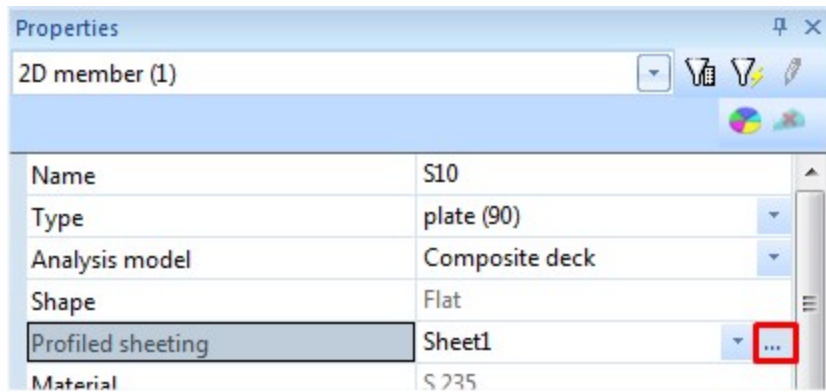 Properties
2D member (1)
Name S10
Type plate (90)
Analysis model Composite deck
Shape Flat
Profiled sheeting Sheet1 ...
Material S 235